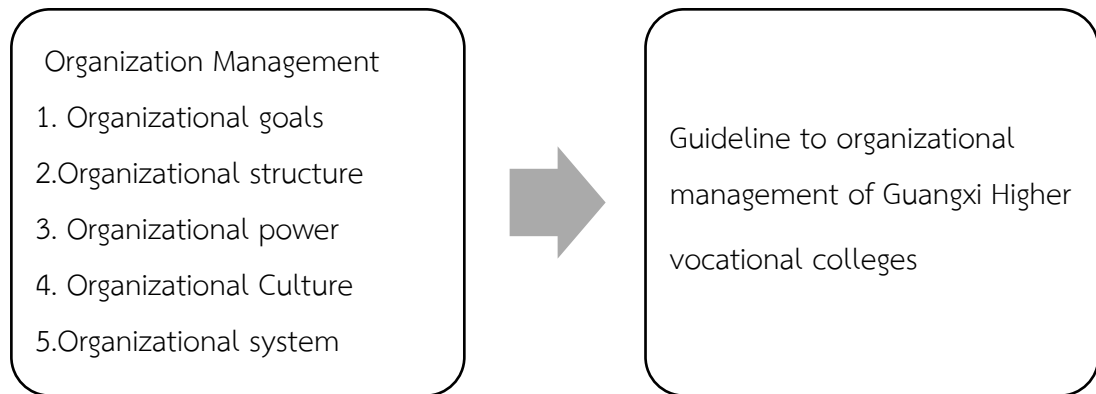 Organization Management
1. Organizational goals
2.Organizational structure
3. Organizational power
4. Organizational Culture
5.Organizational system
Guideline to organizational
management of Guangxi Higher
vocational colleges